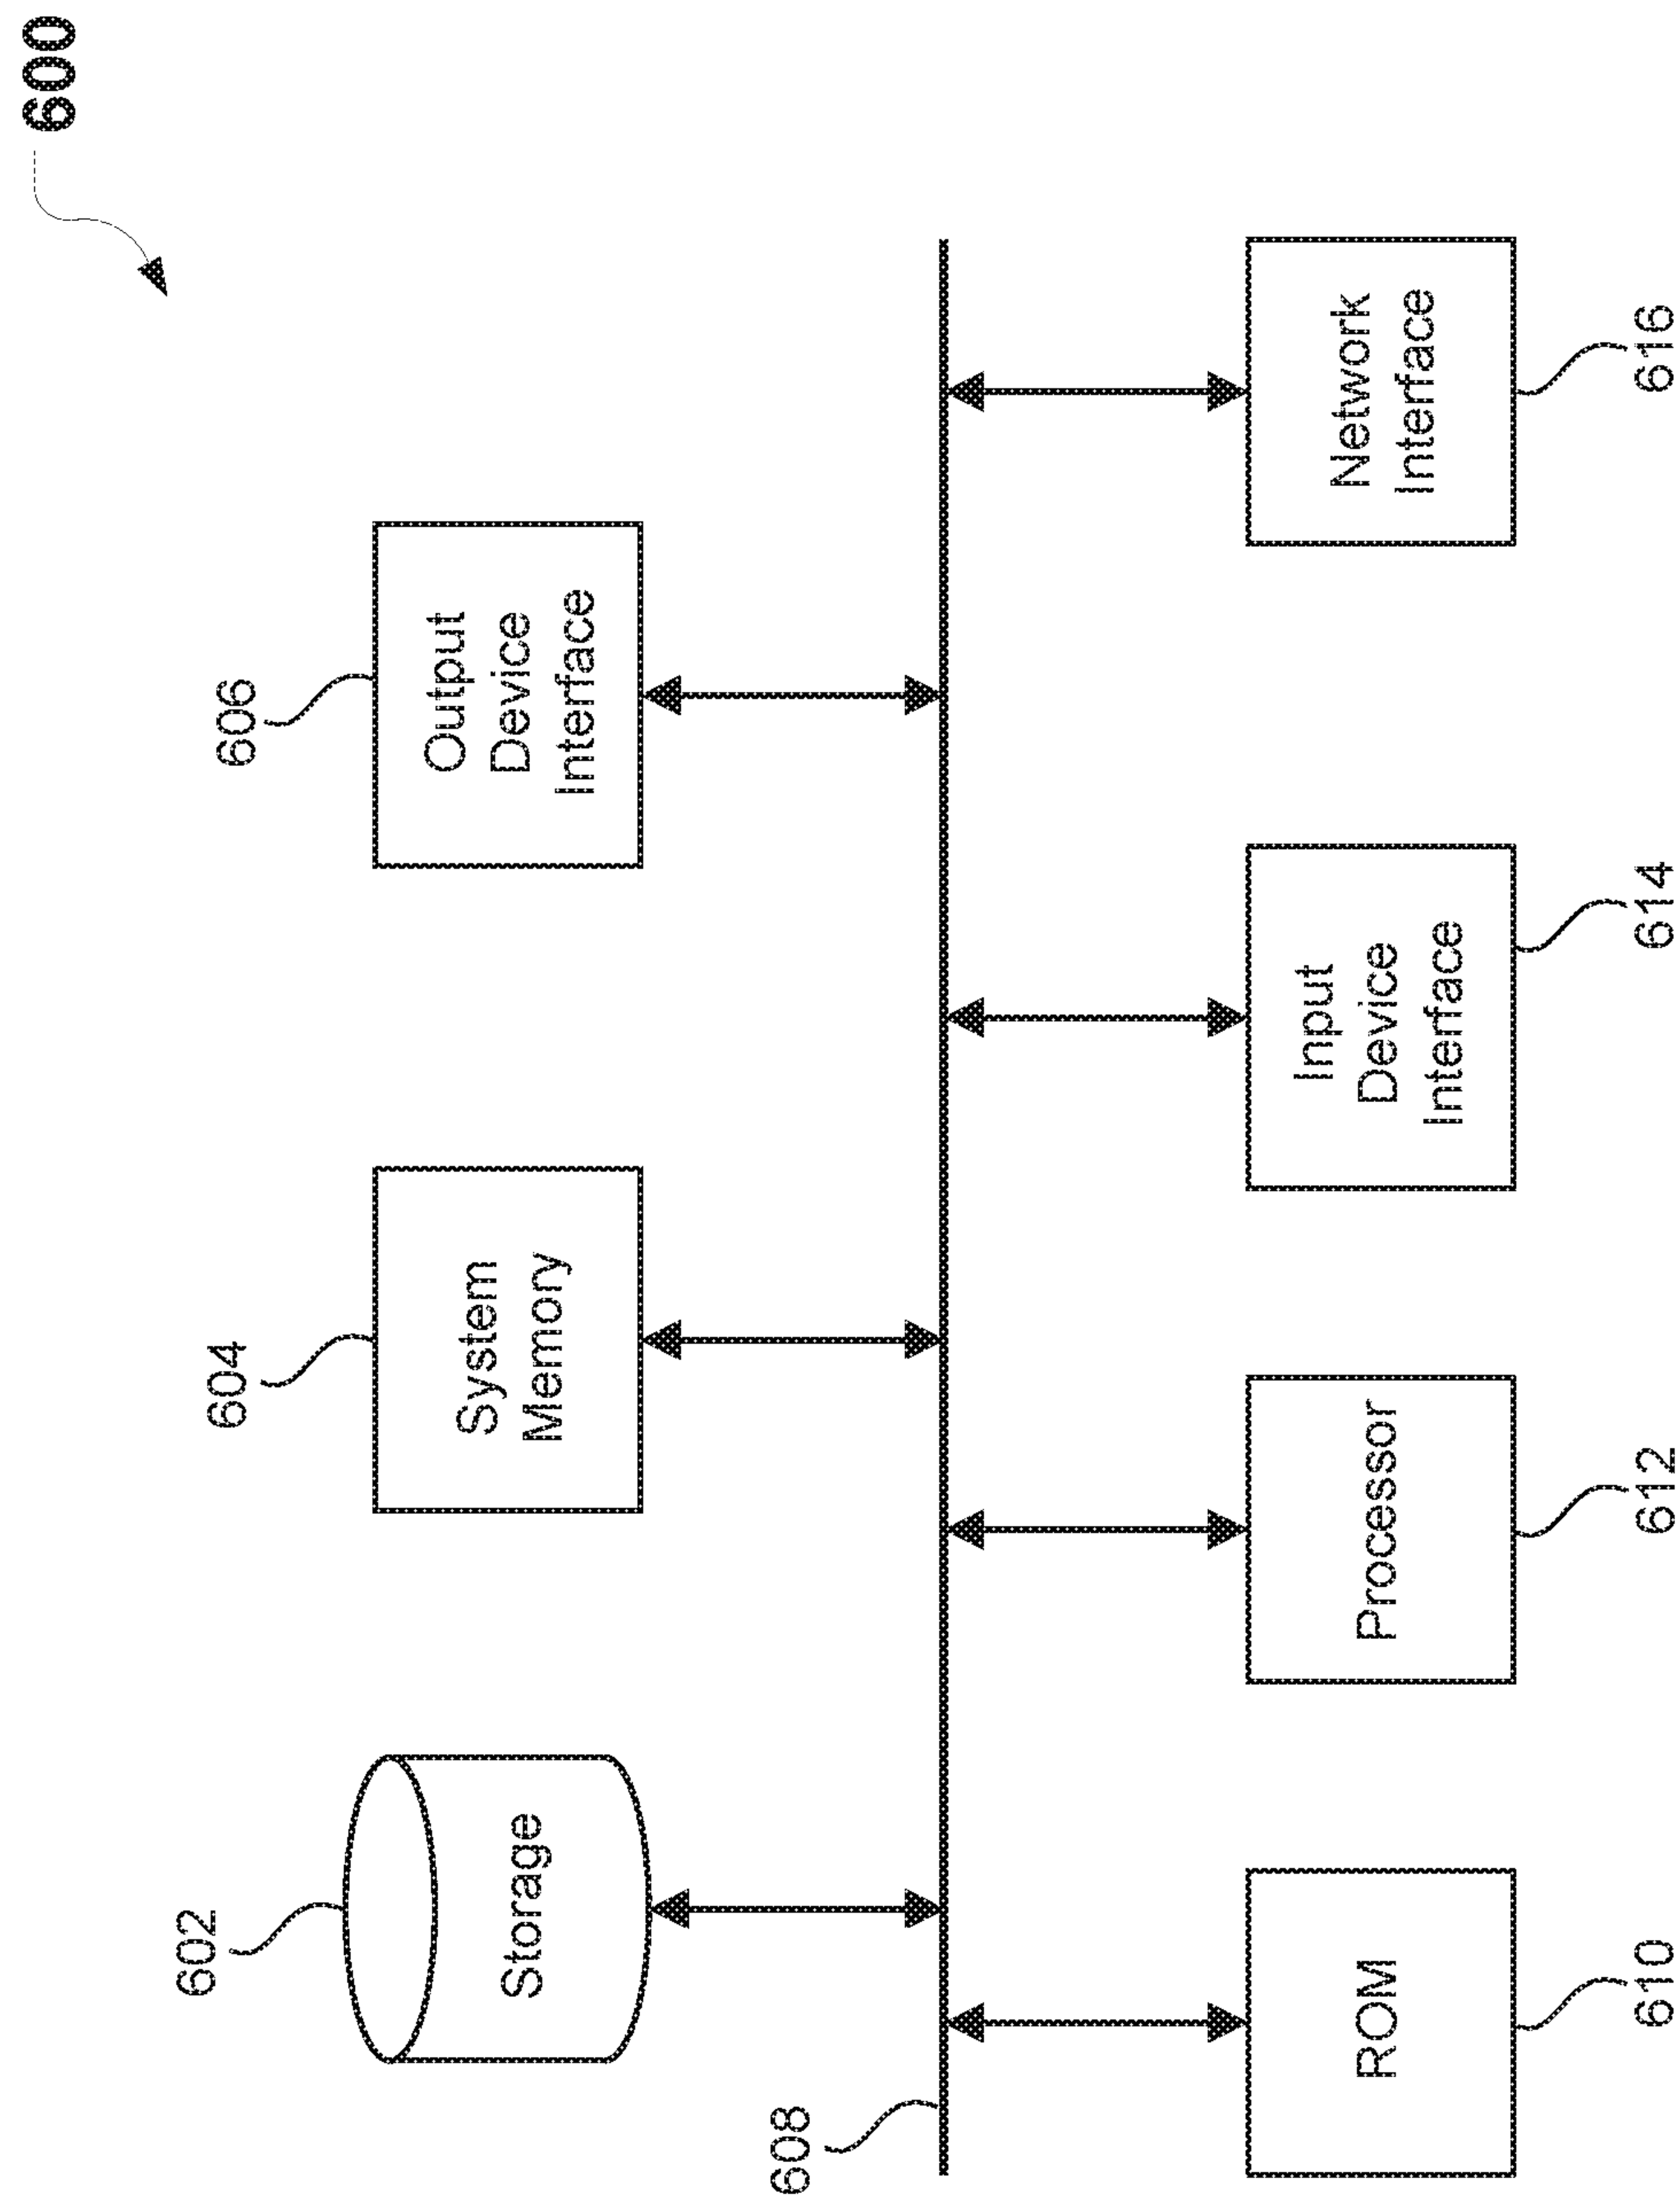 600
602
604
606
Storage
System
Memory
Output
Device
Interface
608
ROM
Processor
Input
Device
Interface
Network
Interface
610
612
614
616